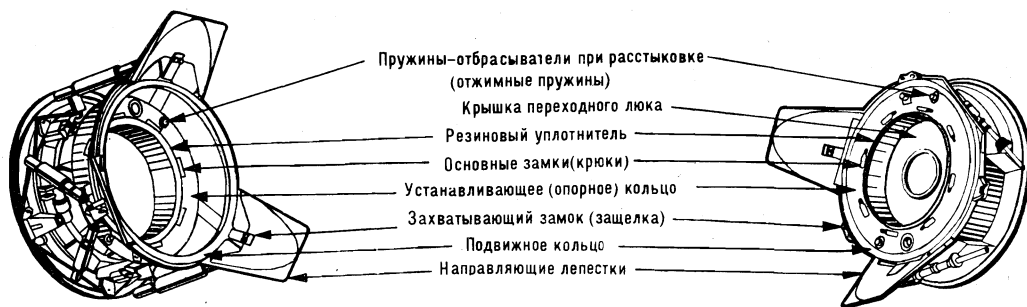 Пружины-отбрасыватели при расстыковке
(отжимные пружины)
Крышка переходного люка
Резиновый уплотнитель
Основные замки(крюки)
Устанавливающее (опорное) кольцо
Захватывающий замок (защелка)
Подвижное кольцо
Направляющие лепестки